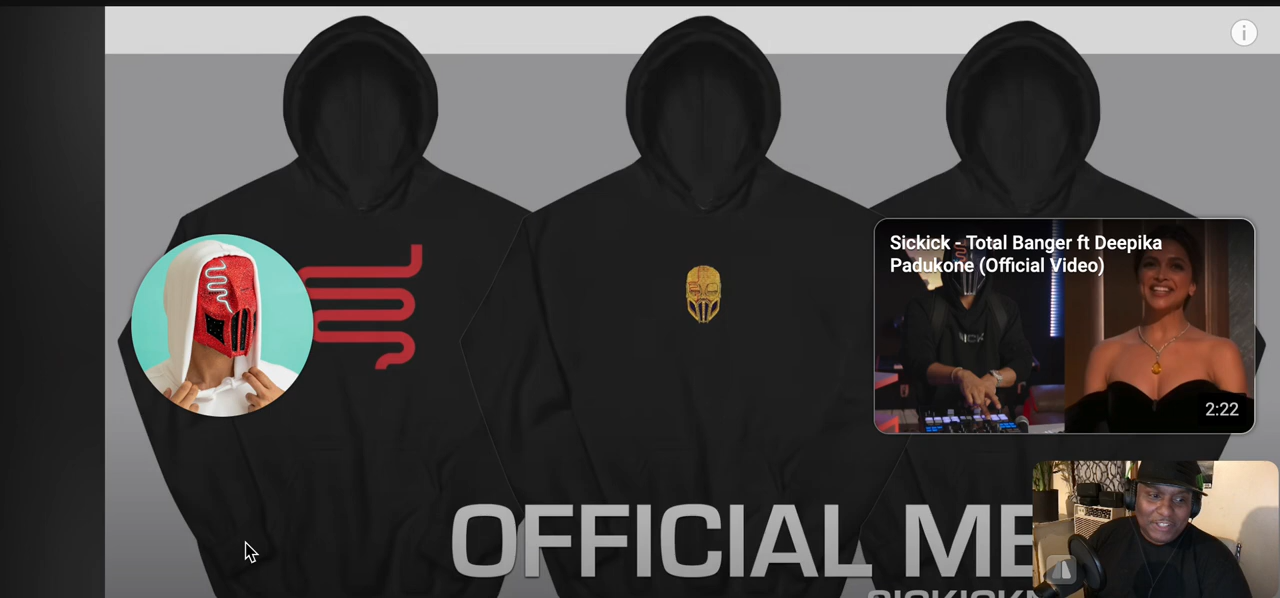 Sickick - Total Banger ft Deepika
Padukone (Official Video)
2:22
OFFICIAL ME